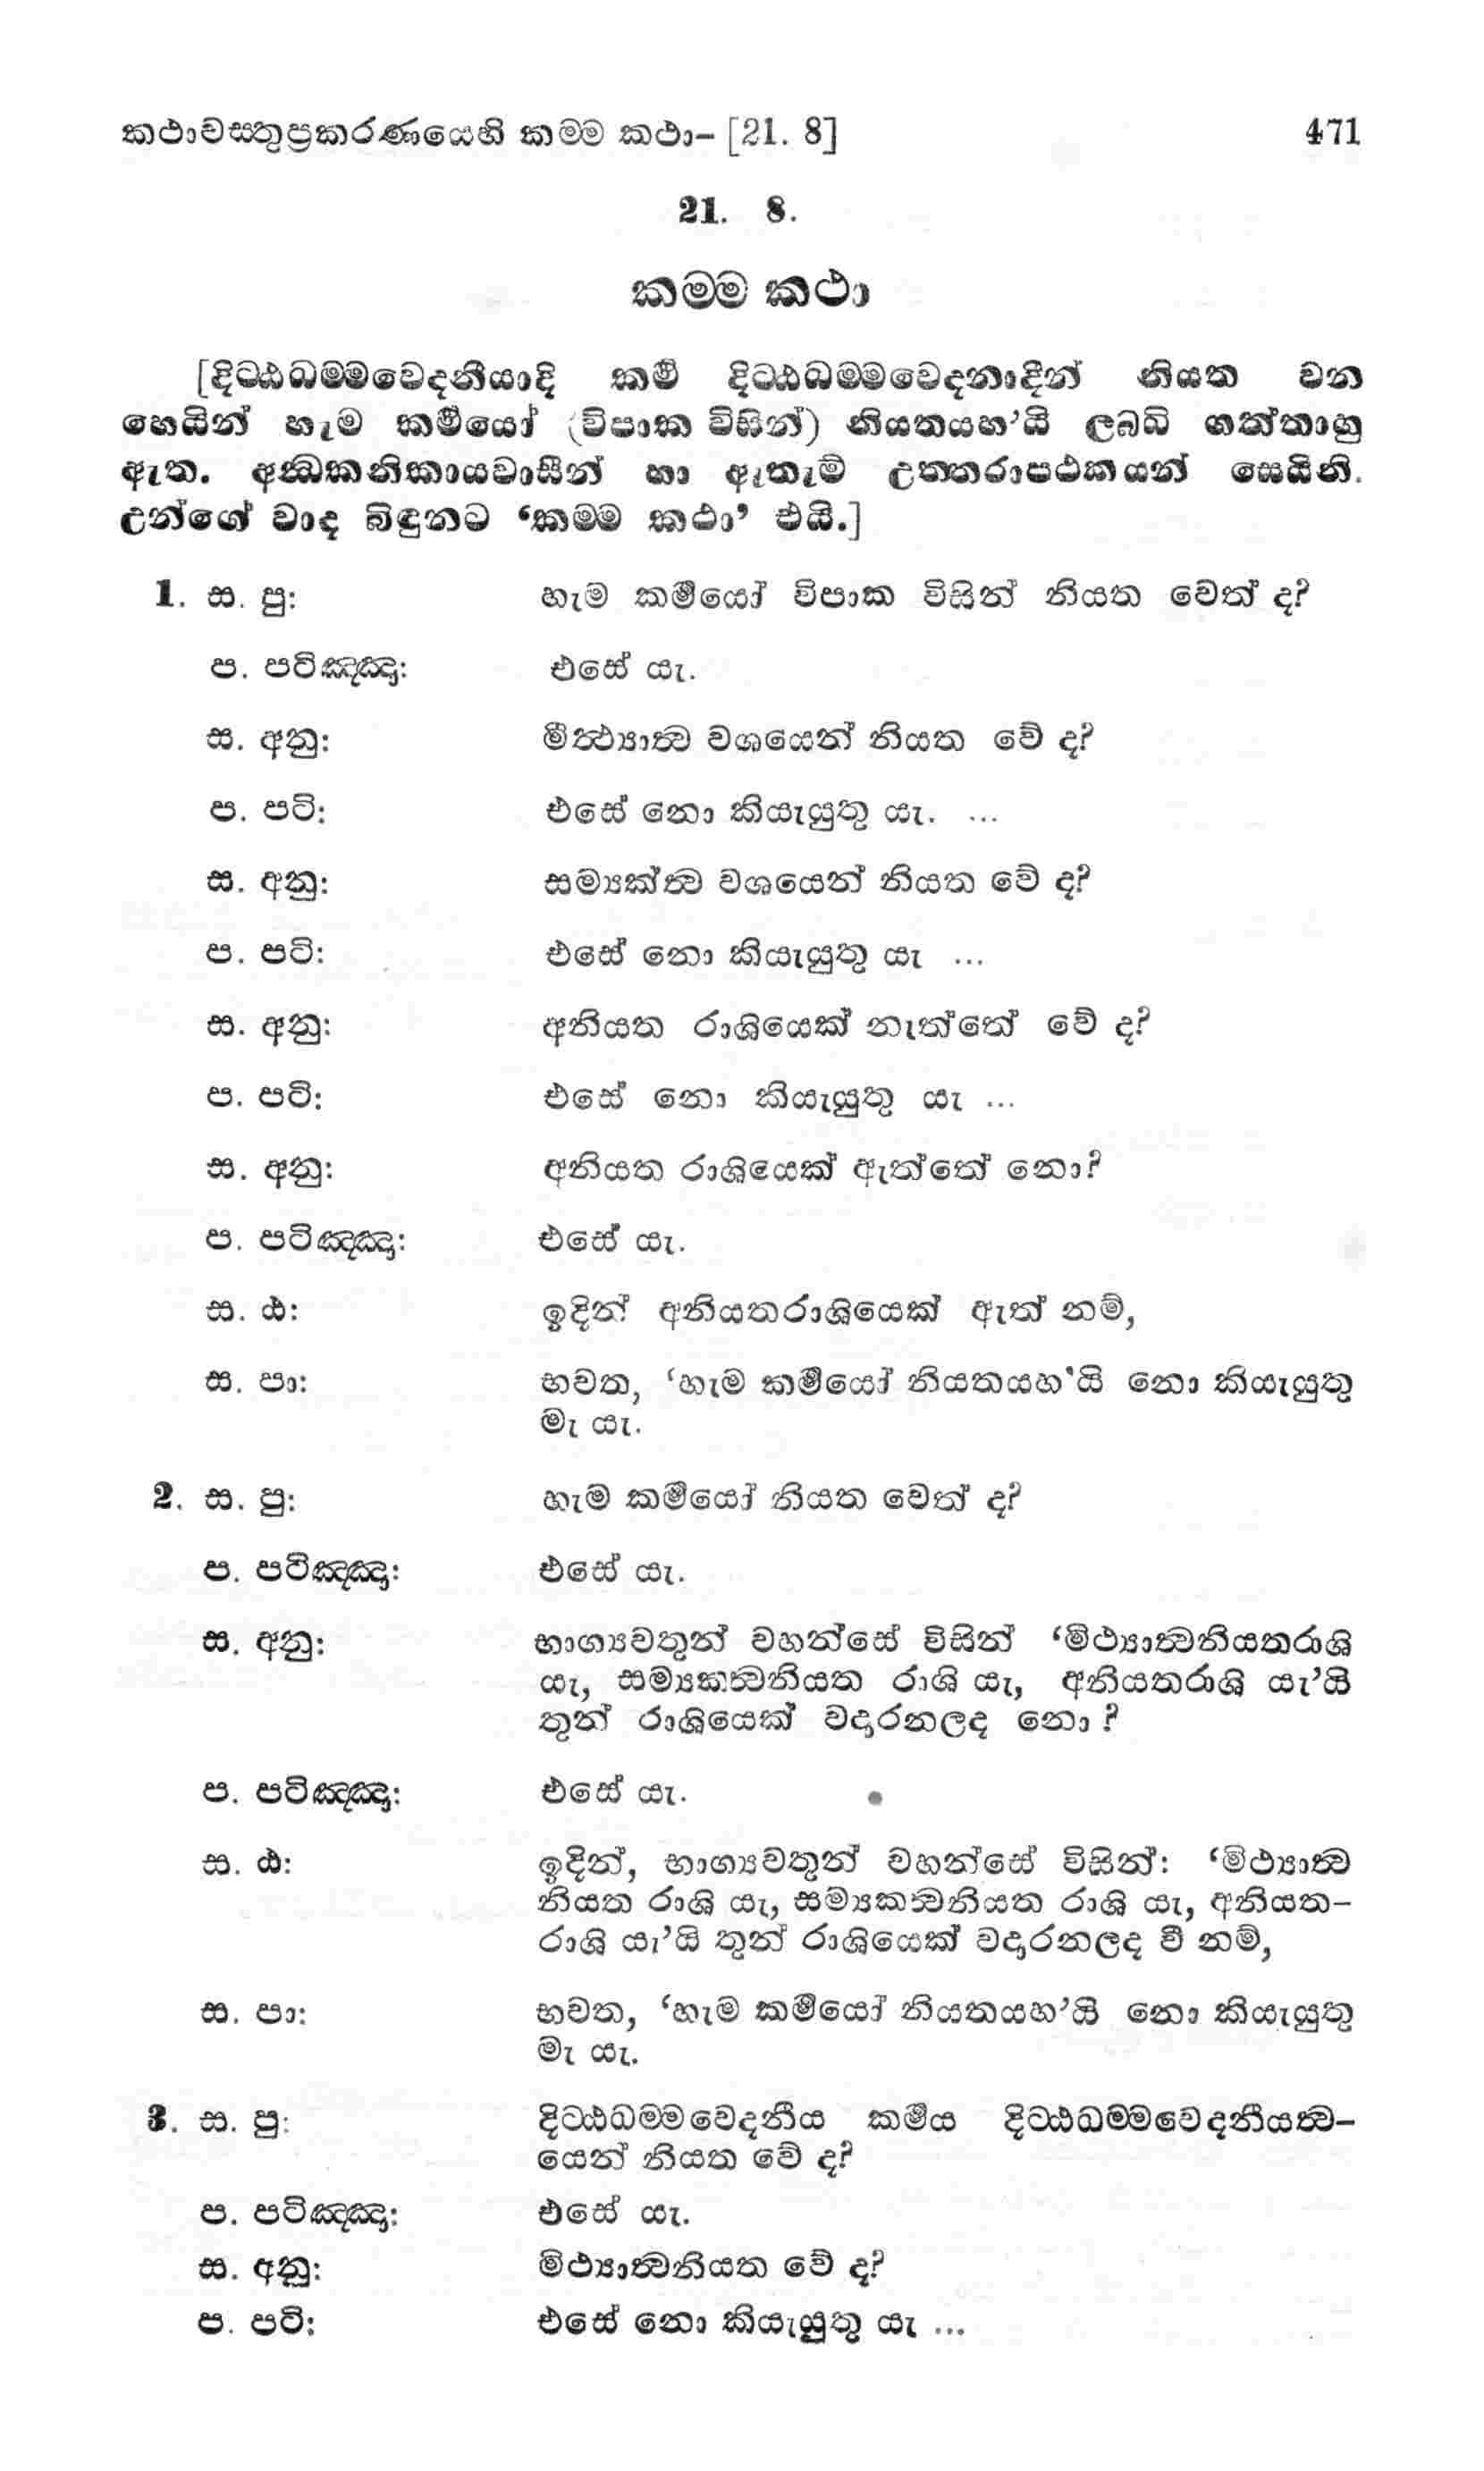 කථාවස්තුප්‍රකරණයෙහි කම්ම කථා– [21. 8] 471
21. 8.
කම්ම කථා
[දිට්ඨධම්මවෙදනීයාදි කර්‍ම දිට්ඨධම්මවෙදනාදීන් නියත වන
හෙයින් හැම කර්‍මයෝ (විපාක විසින්) නියතයහ’යි ලබ්ධි ගත්තාහු
ඇත. අන්‍ධකනිකායවාසීන් හා ඇතැම් උත්තරාපථකයන් සෙයිනි.
උන්ගේ වාද බිඳුනට ‘කම්ම කථා’ එයි.]
1. ස. පු: හැම කර්‍මයෝ විපාක විසින් නියත වෙත් ද?
ප. පටිඤ්ඤා: එසේ යැ.
ස. අනු: මිත්‍ථ්‍යාත්‍ව වශයෙන් නියත වේ ද?
ප. පටි: එසේ නො කියැයුතු යැ. ...
ස. අනු: සම්‍යක්ත්‍ව වශයෙන් නියත වේ ද?
ප. පටි: එසේ නො කියැයුතු යැ ...
ස. අනු: අනියත රාශියෙක් නැත්තේ වේ ද?
ප. පටි: එසේ නො කියැයුතු යැ ...
ස. අනු: අනියත රාශියෙක් ඇත්තේ නො?
ප. පටිඤ්ඤා: එසේ යැ.
ස. ඨ: ඉදින් අනියතරාශියෙක් ඇත් නම්,
ස. පා: භවත, ‘හැම කර්‍මයෝ නියතයහ’යි නො කියැයුතු
මැ යැ.
2. ස. පු: හැම කර්‍මයෝ නියත වෙත් ද?
ප. පටිඤ්ඤා: එසේ යැ.
ස. අනු: භාග්‍යවතුන් වහන්සේ විසින් ‘මිථ්‍යාත්‍වනියතරාශි
යැ, සම්‍යක්ත්‍වනියත රාශි යැ, අනියතරාශි යැ’යි
තුන් රාශියෙක් වදාරනලද නො?
ප. පටිඤ්ඤා: එසේ යැ.
ස. ඨ: ඉදින්, භාග්‍යවතුන් වහන්සේ විසින්: ‘මිථ්‍යාත්‍ව
නියත රාශි යැ, සම්‍යක්ත්‍වනියත රාශි යැ, අනියත–
රාශි යැ’යි තුන් රාශියෙක් වදාරනලද වී නම්,
ස. පා: භවත, ‘හැම කර්‍මයෝ නියතයහ’යි නො කියැයුතු
මැ යැ.
3. ස. පු: දිට්ඨධම්මවෙදනීය කර්‍මය දිට්ඨධම්මවෙදනීයත්‍ව–
යෙන් නියත වේ ද?
ප. පටිඤ්ඤා: එසේ යැ.
ස. අනු: මිථ්‍යාත්‍වනියත වේ ද?
ප. පටි: එසේ නො කියැයුතු යැ ...